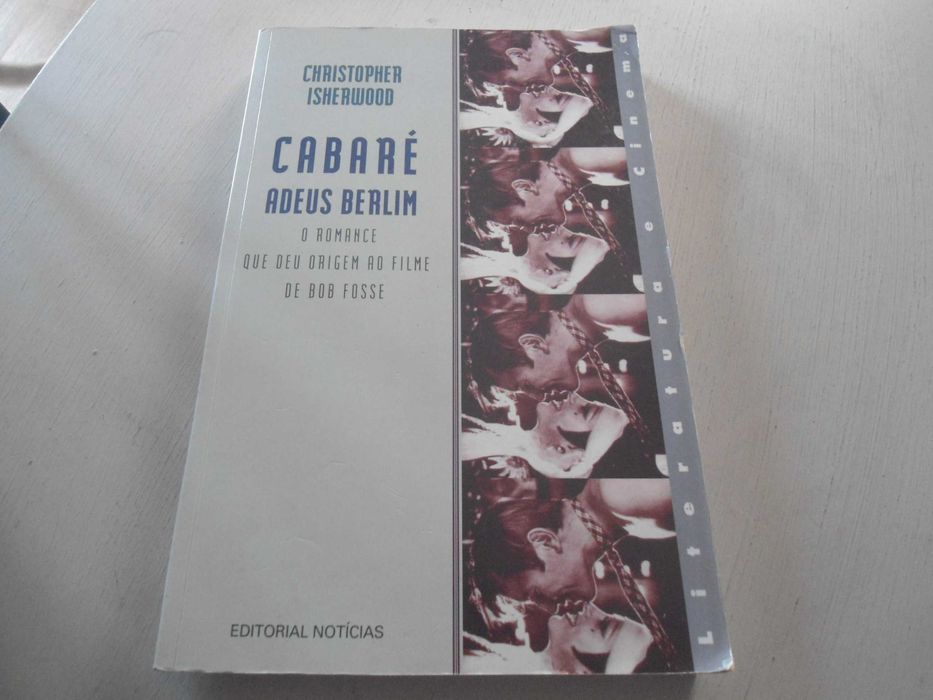 CHRISTOPHER
ISHERWOOD
CABARÉ
ADEUS BERLIM
O ROMANCE
QUE DEU ORIGEM AO FILME
DE BOB FOSSE
EDITORIAL NOTÍCIAS
Literatura e Cinema